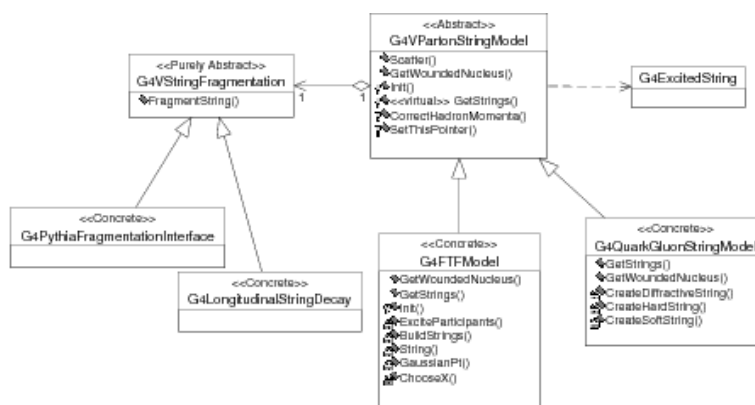 <<Purely Abstract>>
G4VStringFragmentation
FragmentString()
1
1
<<Abstract>>
G4VPartonStringModel
Scatter()
GetWoundedNucleus()
Init()
<<virtual>> GetStrings()
CorrectHadronMomenta()
SetThisPointer()
G4ExcitedString
<<Concrete>>
G4PythiaFragmentationInterface
<<Concrete>>
G4LongitudinalStringDecay
<<Concrete>>
G4FTFModel
GetWoundedNucleus()
GetStrings()
Init()
ExciteParticipants()
BuildStrings()
String()
GaussianPt()
ChooseX()
<<Concrete>>
G4QuarkGluonStringModel
GetStrings()
GetWoundedNucleus()
CreateDiffractiveString()
CreateHardString()
CreateSoftString()